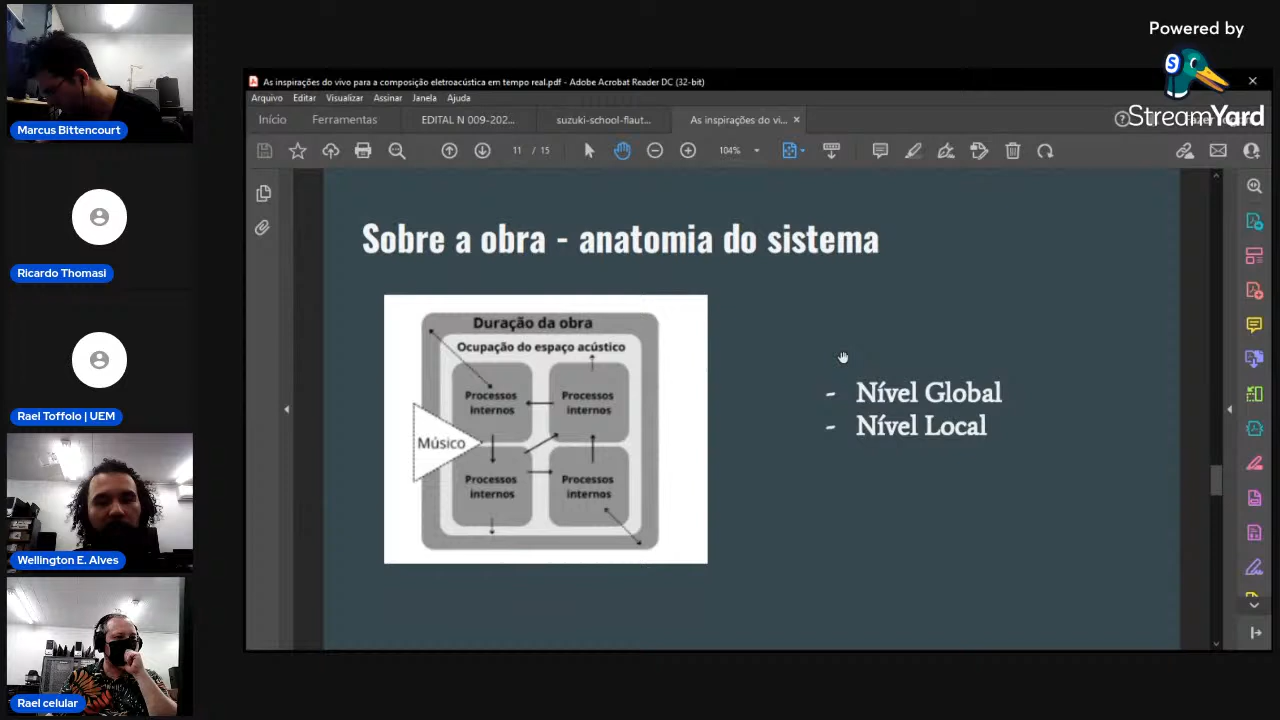 Powered by
StreamYard
Marcus Bittencourt
Ricardo Thomasi
Rael Toffolo | UEM
Wellington E. Alves
Rael celular
As inspirações do vivo para a composição eletroacústica em tempo real.pdf - Adobe Acrobat Reader DC (32-bit)
Arquivo Editar Visualizar Assinar Janela Ajuda
Início Ferramentas EDITAL N 009-202... suzuki-school-flaut... As inspirações do vi...
11 / 15 104%
Sobre a obra - anatomia do sistema
Duração da obra
Ocupação do espaço acústico
Processos internos
Processos internos
Músico
Processos internos
Processos internos
- Nível Global
- Nível Local